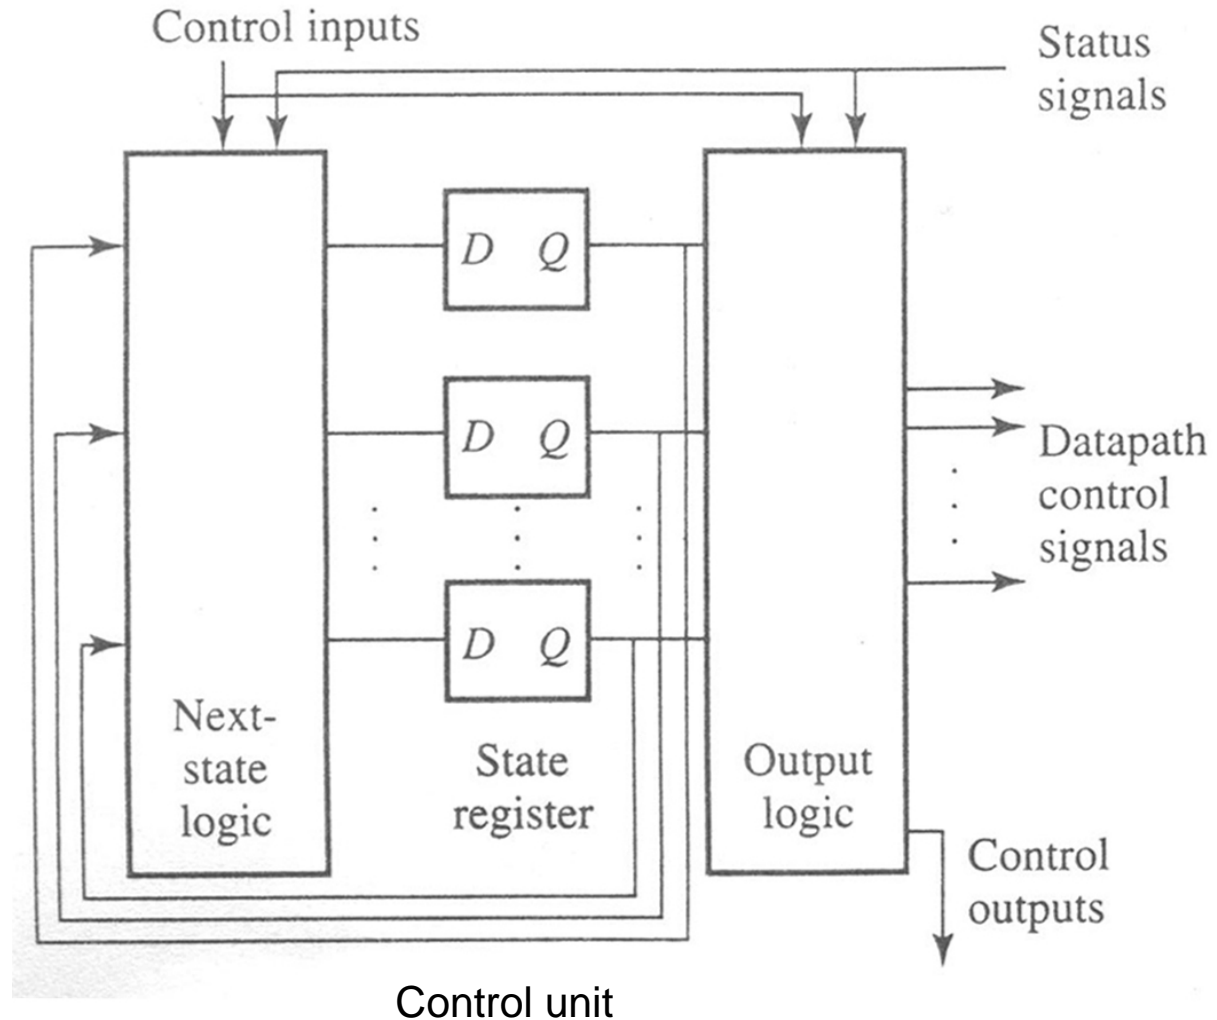 Control inputs
Status
signals
D Q
D Q
D Q
Datapath
control
signals
Next-
state
logic
State
register
Output
logic
Control
outputs
Control unit